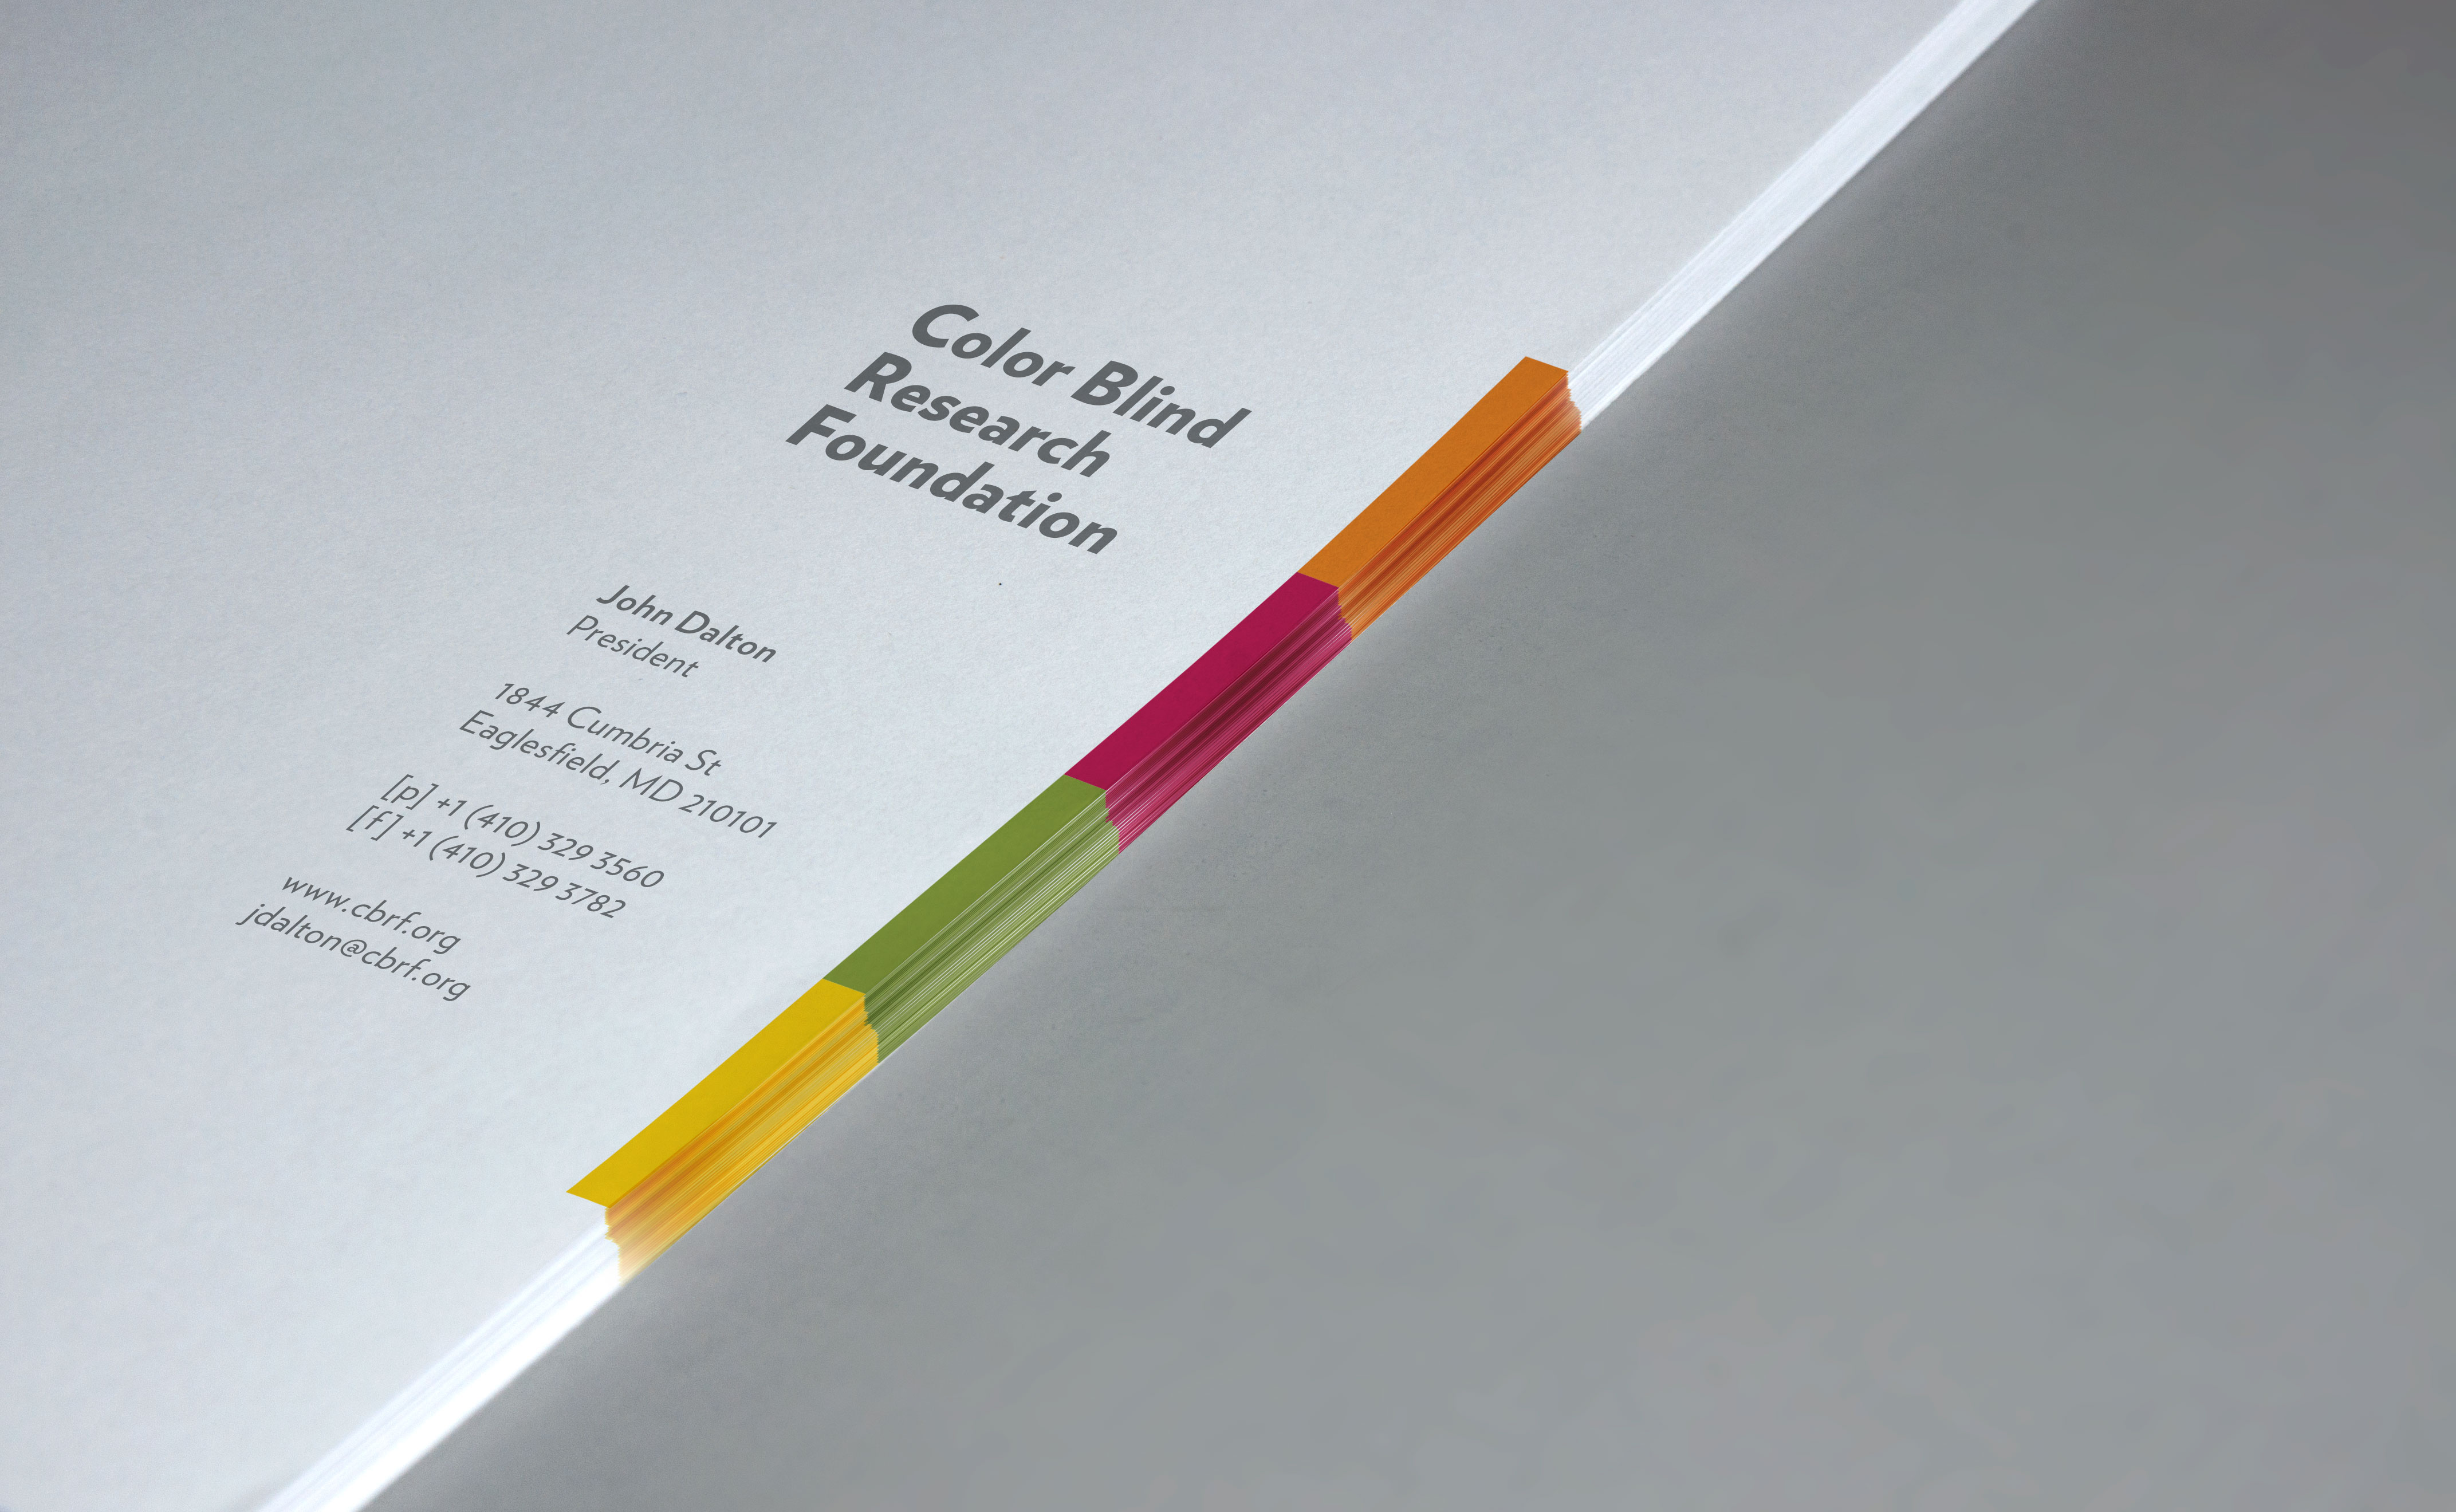 Color Blind
Research
Foundation
John Dalton
President
1844 Cumbria St
Eaglesfield, MD 210101
[p] +1 (410) 329 3560
[f] +1 (410) 329 3782
www.cbrf.org
jdalton@cbrf.org